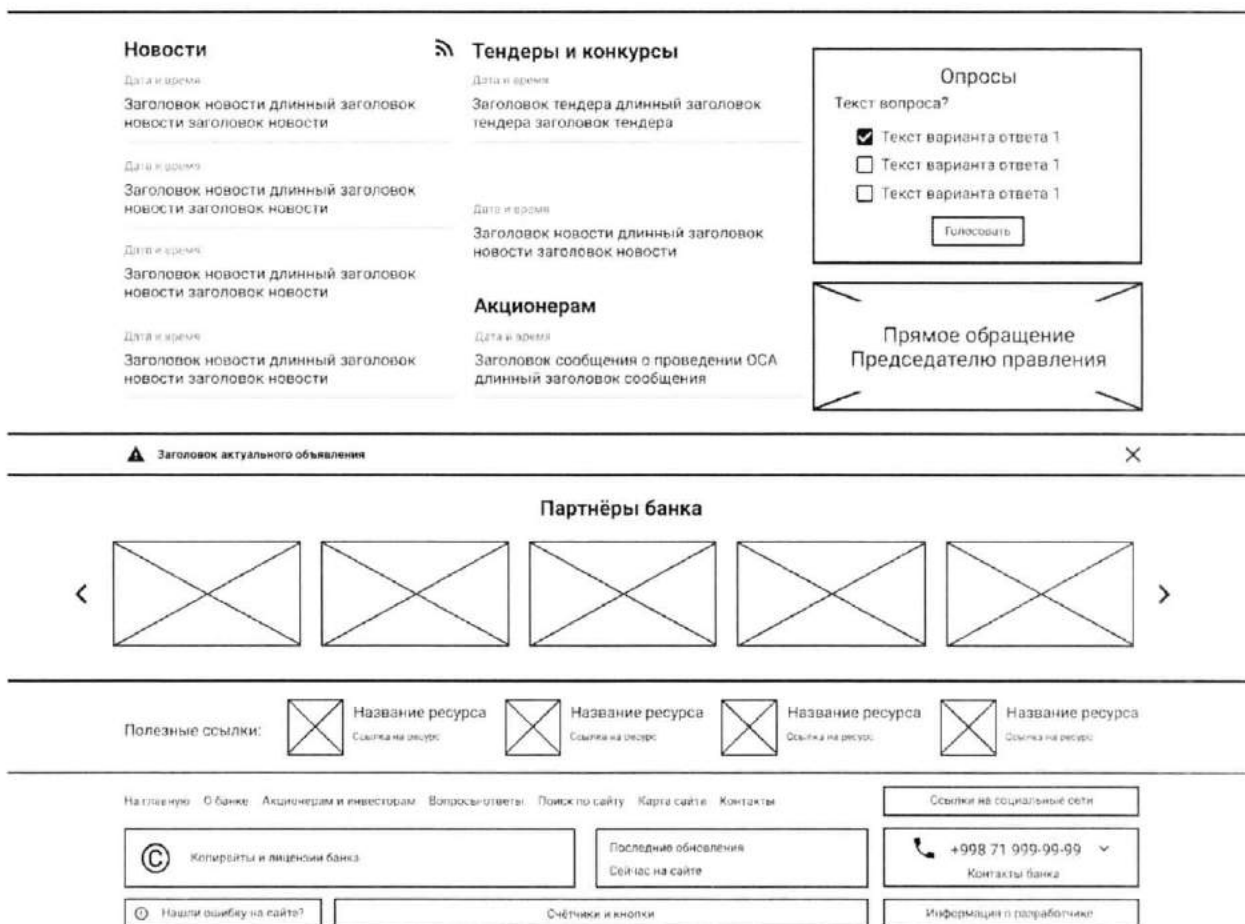 Новости
Дата и время
Заголовок новости длинный заголовок
новости заголовок новости
Дата и время
Заголовок новости длинный заголовок
новости заголовок новости
Дата и время
Заголовок новости длинный заголовок
новости заголовок новости
Дата и время
Заголовок новости длинный заголовок
новости заголовок новости
Тендеры и конкурсы
Дата и время
Заголовок тендера длинный заголовок
тендера заголовок тендера
Дата и время
Заголовок новости длинный заголовок
новости заголовок новости
Акционерам
Дата и время
Заголовок сообщения о проведении ОСА
длинный заголовок сообщения
Опросы
Текст вопроса?
Текст варианта ответа 1
Текст варианта ответа 1
Текст варианта ответа 1
Голосовать
Прямое обращение
Председателю правления
Заголовок актуального объявления
Партнёры банка
Полезные ссылки:
Название ресурса
Ссылка на ресурс
Название ресурса
Ссылка на ресурс
Название ресурса
Ссылка на ресурс
Название ресурса
Ссылка на ресурс
На главную О банке Акционерам и инвесторам Вопросы-ответы Поиск по сайту Карта сайта Контакты
Ссылки на социальные сети
© Копирайты и лицензии банка
Последние обновления
Сейчас на сайте
+998 71 999-99-99
Контакты банка
Нашли ошибку на сайте?
Счётчики и кнопки
Информация о разработчике